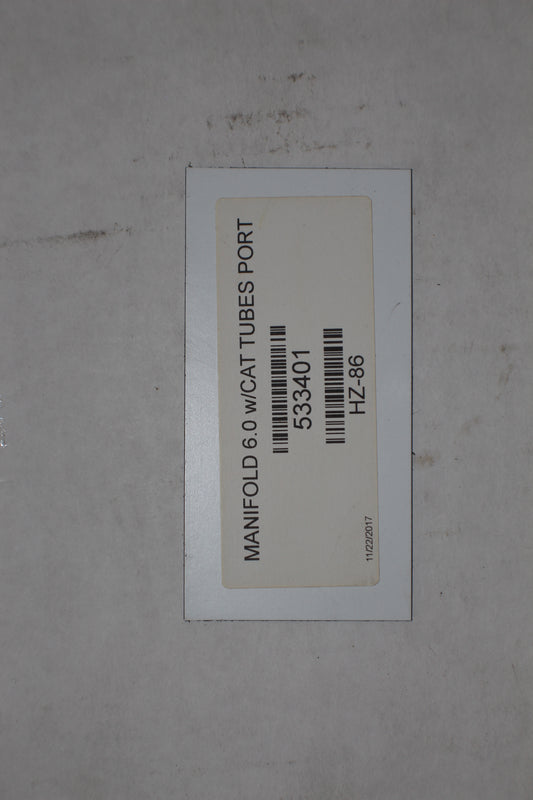 MANIFOLD 6.0 w/CAT TUBES PORT
533401
HZ-86
11/22/2017